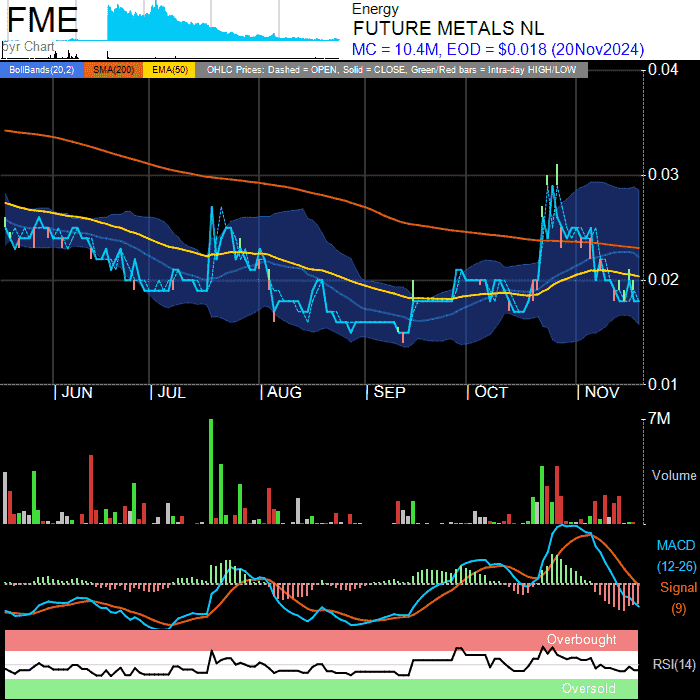 FME
5yr Chart
Energy
FUTURE METALS NL
MC = 10.4M, EOD = $0.018 (20Nov2024)
BollBands(20,2) SMA(200) EMA(50) OHLC Prices: Dashed = OPEN, Solid = CLOSE, Green/Red bars = Intra-day HIGH/LOW
0.04
0.03
0.02
0.01
JUN JUL AUG SEP OCT NOV
7M
Volume
MACD
(12-26)
Signal
(9)
Overbought
RSI(14)
Oversold